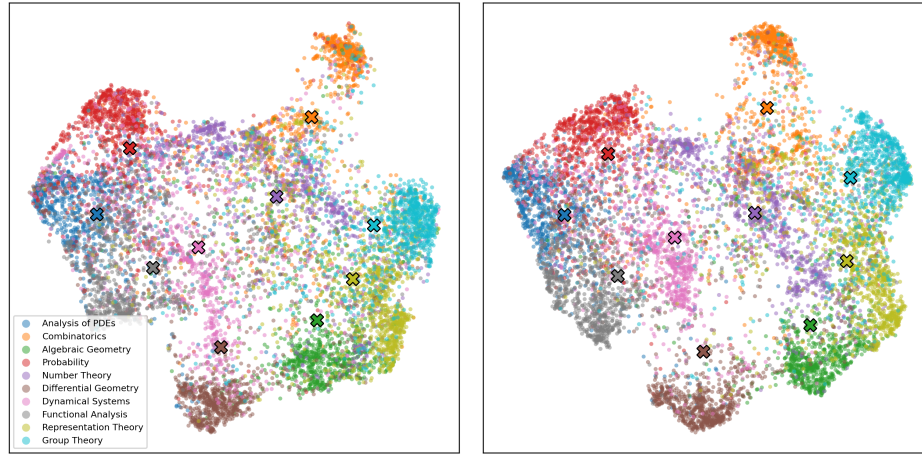 Analysis of PDEs
Combinatorics
Algebraic Geometry
Probability
Number Theory
Differential Geometry
Dynamical Systems
Functional Analysis
Representation Theory
Group Theory